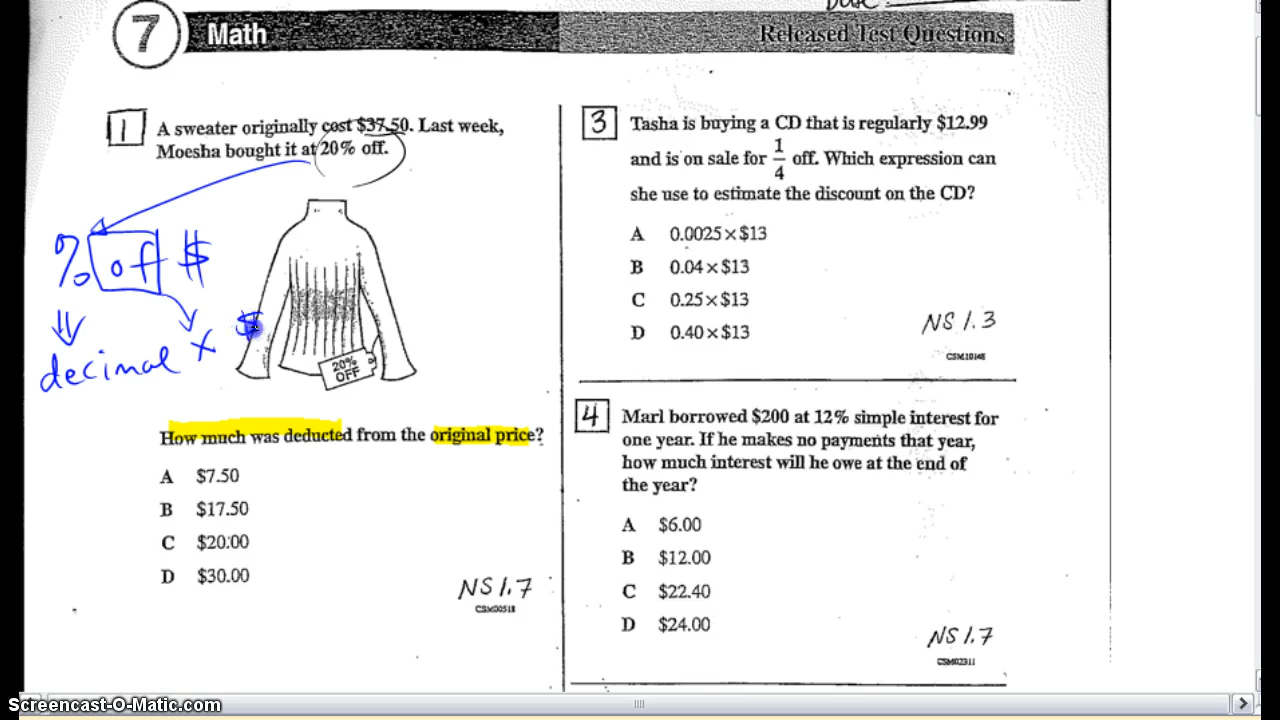 7 Math
Released Test Questions
1
A sweater originally cost $37.50. Last week,
Moesha bought it at 20% off.
% of $
decimal x $
20%
OFF
How much was deducted from the original price?
A $7.50
B $17.50
C $20.00
D $30.00
NS 1.7
CSM00518
3
Tasha is buying a CD that is regularly $12.99
and is on sale for 1/4 off. Which expression can
she use to estimate the discount on the CD?
A 0.0025 × $13
B 0.04 × $13
C 0.25 × $13
D 0.40 × $13
NS 1.3
CSM10148
4
Marl borrowed $200 at 12% simple interest for
one year. If he makes no payments that year,
how much interest will he owe at the end of
the year?
A $6.00
B $12.00
C $22.40
D $24.00
NS 1.7
CSM02311
Screencast-O-Matic.com